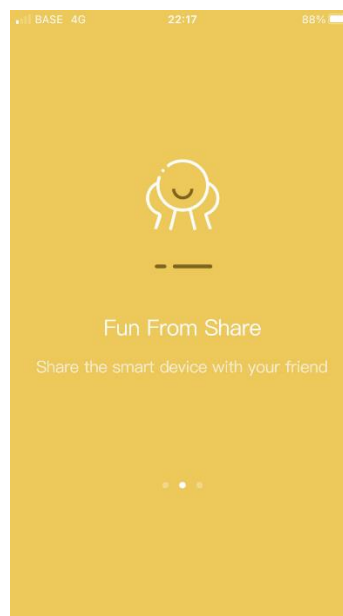 BASE 4G 22:17 88%
Fun From Share
Share the smart device with your friend